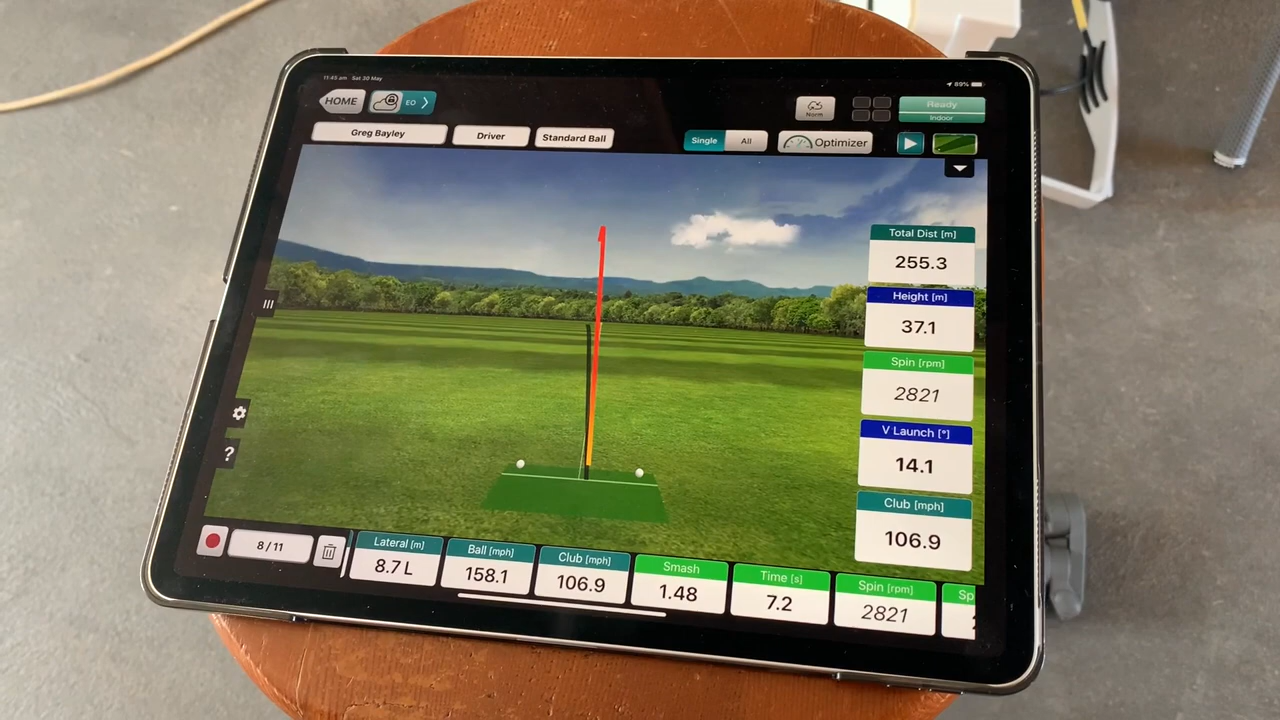 11:45 am Sat 30 May
89%
HOME
EO
Norm
Ready
Indoor
Greg Bayley
Driver
Standard Ball
Single
All
Optimizer
Total Dist [m]
255.3
Height [m]
37.1
Spin [rpm]
2821
V Launch [°]
14.1
Club [mph]
106.9
?
8 / 11
Lateral [m]
8.7 L
Ball [mph]
158.1
Club [mph]
106.9
Smash
1.48
Time [s]
7.2
Spin [rpm]
2821
Sp